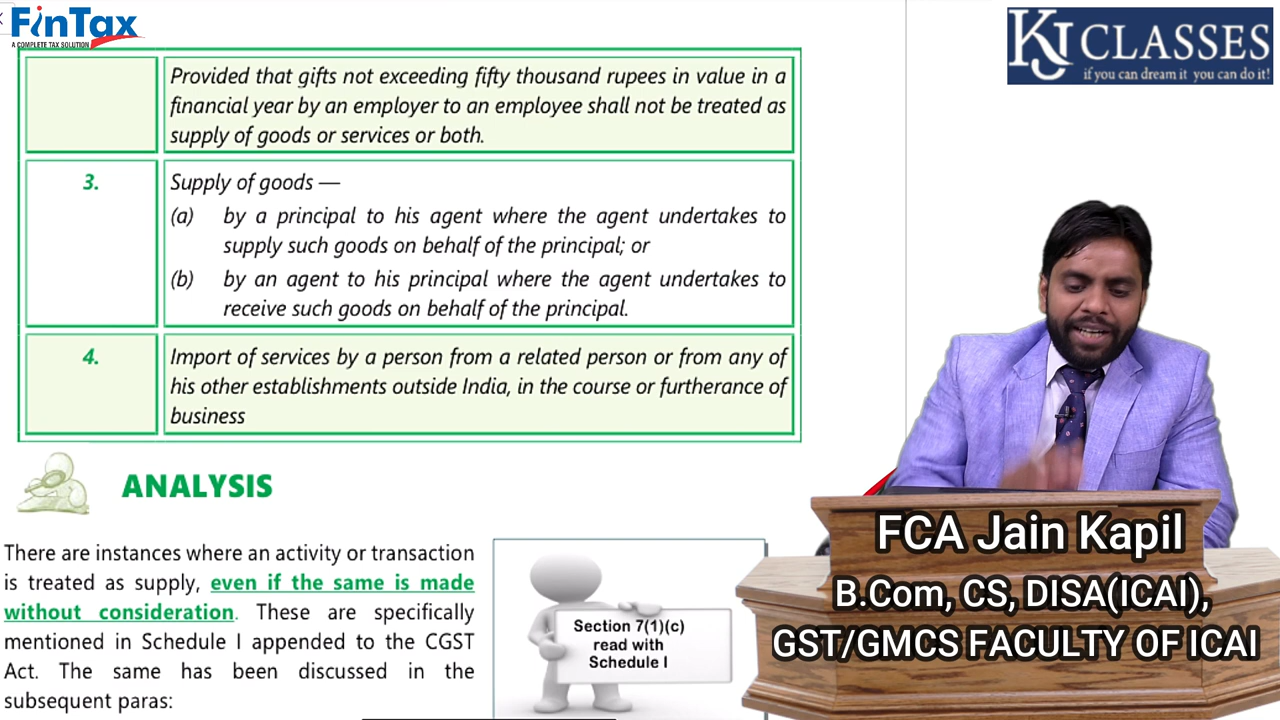 FinTax
A COMPLETE TAX SOLUTION
KJ CLASSES
if you can dream it you can do it!
Provided that gifts not exceeding fifty thousand rupees in value in a
financial year by an employer to an employee shall not be treated as
supply of goods or services or both.
3.
Supply of goods —
(a) by a principal to his agent where the agent undertakes to
supply such goods on behalf of the principal; or
(b) by an agent to his principal where the agent undertakes to
receive such goods on behalf of the principal.
4.
Import of services by a person from a related person or from any of
his other establishments outside India, in the course or furtherance of
business
ANALYSIS
There are instances where an activity or transaction
is treated as supply, even if the same is made
without consideration. These are specifically
mentioned in Schedule I appended to the CGST
Act. The same has been discussed in the
subsequent paras:
Section 7(1)(c)
read with
Schedule I
FCA Jain Kapil
B.Com, CS, DISA(ICAI),
GST/GMCS FACULTY OF ICAI